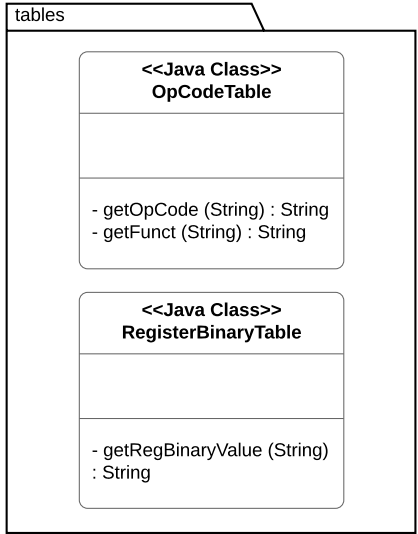 tables
<<Java Class>>
OpCodeTable
- getOpCode (String) : String
- getFunct (String) : String
<<Java Class>>
RegisterBinaryTable
- getRegBinaryValue (String)
: String